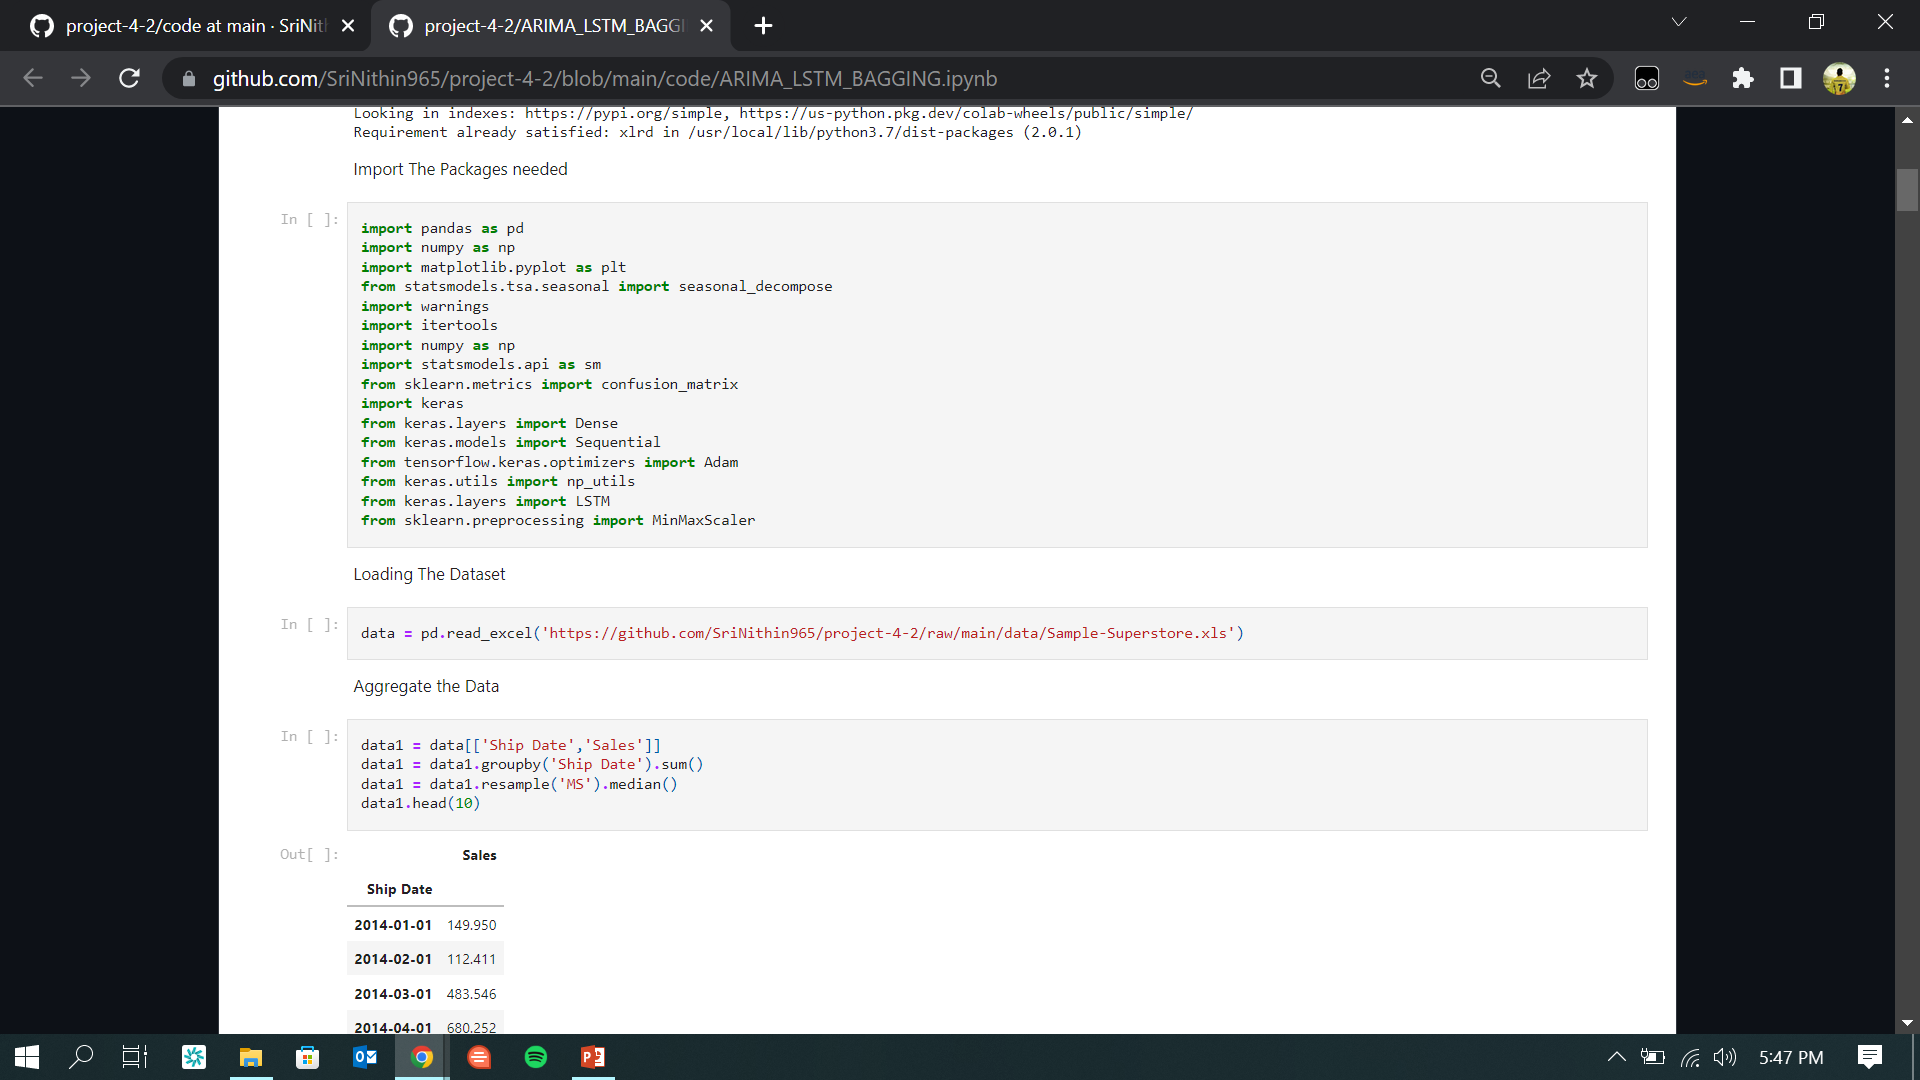 project-4-2/code at main · SriNit
project-4-2/ARIMA_LSTM_BAGG
github.com/SriNithin965/project-4-2/blob/main/code/ARIMA_LSTM_BAGGING.ipynb
Looking in indexes: https://pypi.org/simple, https://us-python.pkg.dev/colab-wheels/public/simple/
Requirement already satisfied: xlrd in /usr/local/lib/python3.7/dist-packages (2.0.1)
Import The Packages needed
In [ ]:
import pandas as pd
import numpy as np
import matplotlib.pyplot as plt
from statsmodels.tsa.seasonal import seasonal_decompose
import warnings
import itertools
import numpy as np
import statsmodels.api as sm
from sklearn.metrics import confusion_matrix
import keras
from keras.layers import Dense
from keras.models import Sequential
from tensorflow.keras.optimizers import Adam
from keras.utils import np_utils
from keras.layers import LSTM
from sklearn.preprocessing import MinMaxScaler
Loading The Dataset
In [ ]:
data = pd.read_excel('https://github.com/SriNithin965/project-4-2/raw/main/data/Sample-Superstore.xls')
Aggregate the Data
In [ ]:
data1 = data[['Ship Date','Sales']]
data1 = data1.groupby('Ship Date').sum()
data1 = data1.resample('MS').median()
data1.head(10)
Out[ ]:
Sales
Ship Date
2014-01-01 149.950
2014-02-01 112.411
2014-03-01 483.546
2014-04-01 680.252
5:47 PM